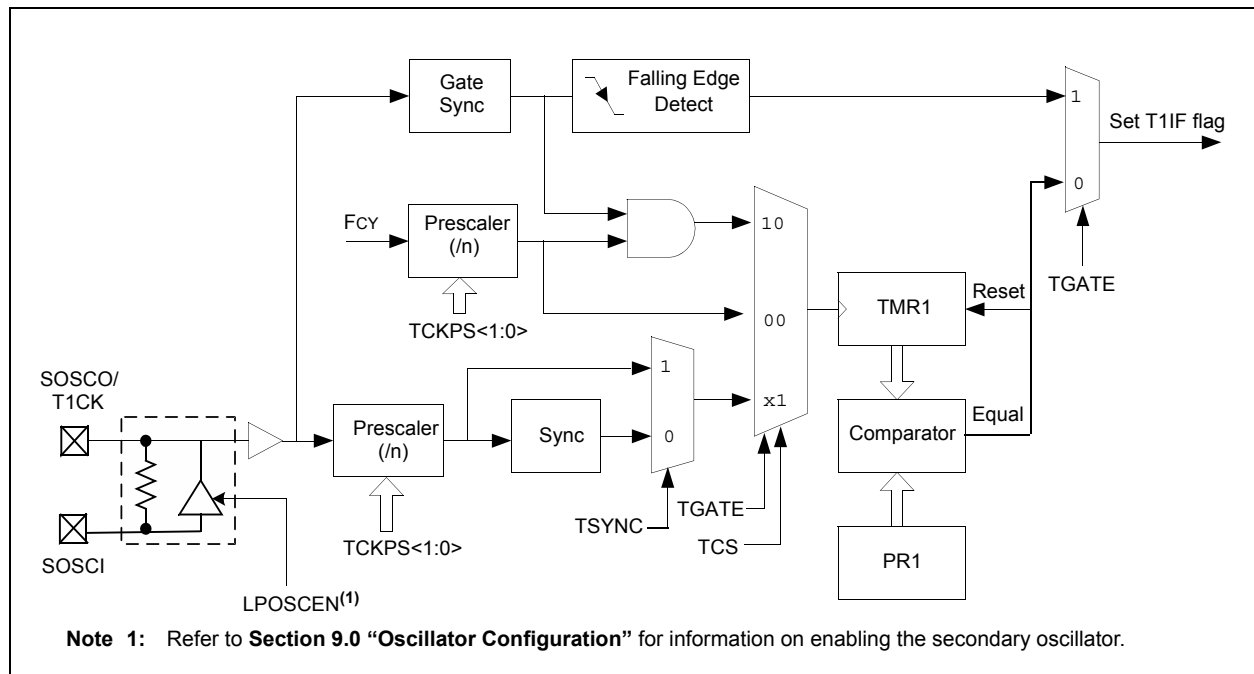 Gate
Sync
Falling Edge
Detect
1
Set T1IF flag
0
FCY
Prescaler
(/n)
10
TGATE
TMR1
Reset
00
TCKPS<1:0>
SOSCO/
T1CK
1
x1
Prescaler
(/n)
Sync
0
Comparator
Equal
TGATE
TSYNC
TCS
SOSCI
TCKPS<1:0>
PR1
LPOSCEN(1)
Note 1: Refer to Section 9.0 “Oscillator Configuration” for information on enabling the secondary oscillator.